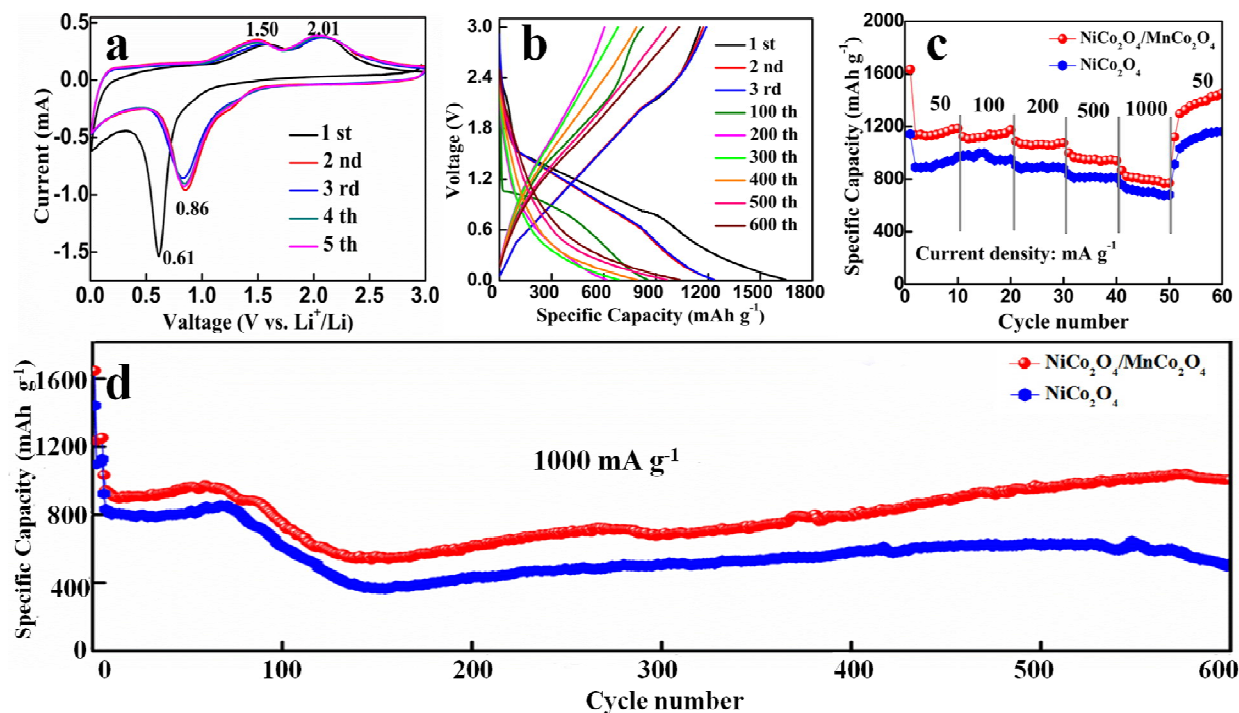 a
1.50
2.01
0.86
0.61
1 st
2 nd
3 rd
4 th
5 th
0.5
0.0
-0.5
-1.0
-1.5
Current (mA)
0.0 0.5 1.0 1.5 2.0 2.5 3.0
Valtage (V vs. Li⁺/Li)
b
1 st
2 nd
3 rd
100 th
200 th
300 th
400 th
500 th
600 th
3.0
2.4
1.8
1.2
0.6
0.0
Voltage (V)
300 600 900 1200 1500 1800
Specific Capacity (mAh g⁻¹)
c
NiCo₂O₄/MnCo₂O₄
NiCo₂O₄
50
100
200
500
1000
50
Current density: mA g⁻¹
2000
1600
1200
800
400
0
Specific Capacity (mAh g⁻¹)
0 10 20 30 40 50 60
Cycle number
d
NiCo₂O₄/MnCo₂O₄
NiCo₂O₄
1000 mA g⁻¹
1600
1200
800
400
0
Specific Capacity (mAh g⁻¹)
0 100 200 300 400 500 600
Cycle number